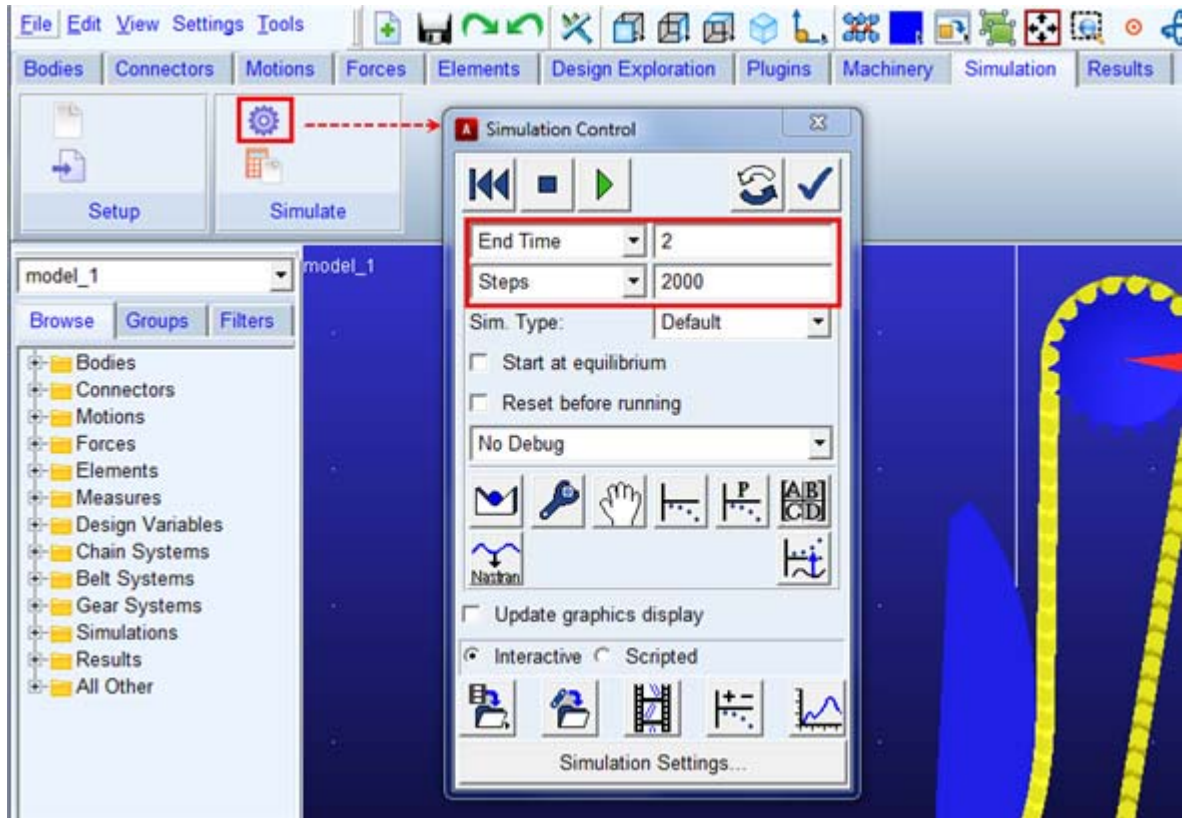 File Edit View Settings Tools
Bodies Connectors Motions Forces Elements Design Exploration Plugins Machinery Simulation Results
Setup Simulate
model_1
Browse Groups Filters
Bodies
Connectors
Motions
Forces
Elements
Measures
Design Variables
Chain Systems
Belt Systems
Gear Systems
Simulations
Results
All Other
model_1
A Simulation Control
End Time 2
Steps 2000
Sim. Type: Default
Start at equilibrium
Reset before running
No Debug
P A B
C D
Nastran
Update graphics display
Interactive Scripted
Simulation Settings...